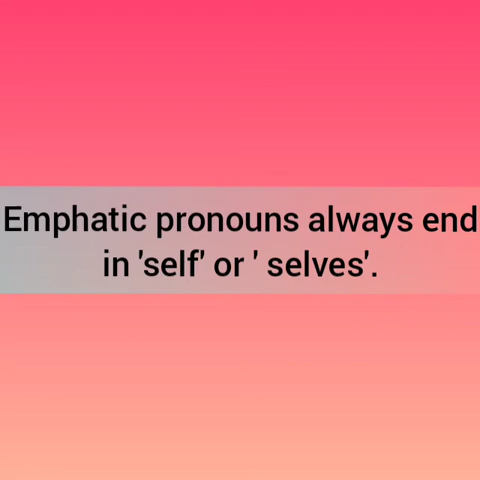 Emphatic pronouns always end
in 'self' or ' selves'.